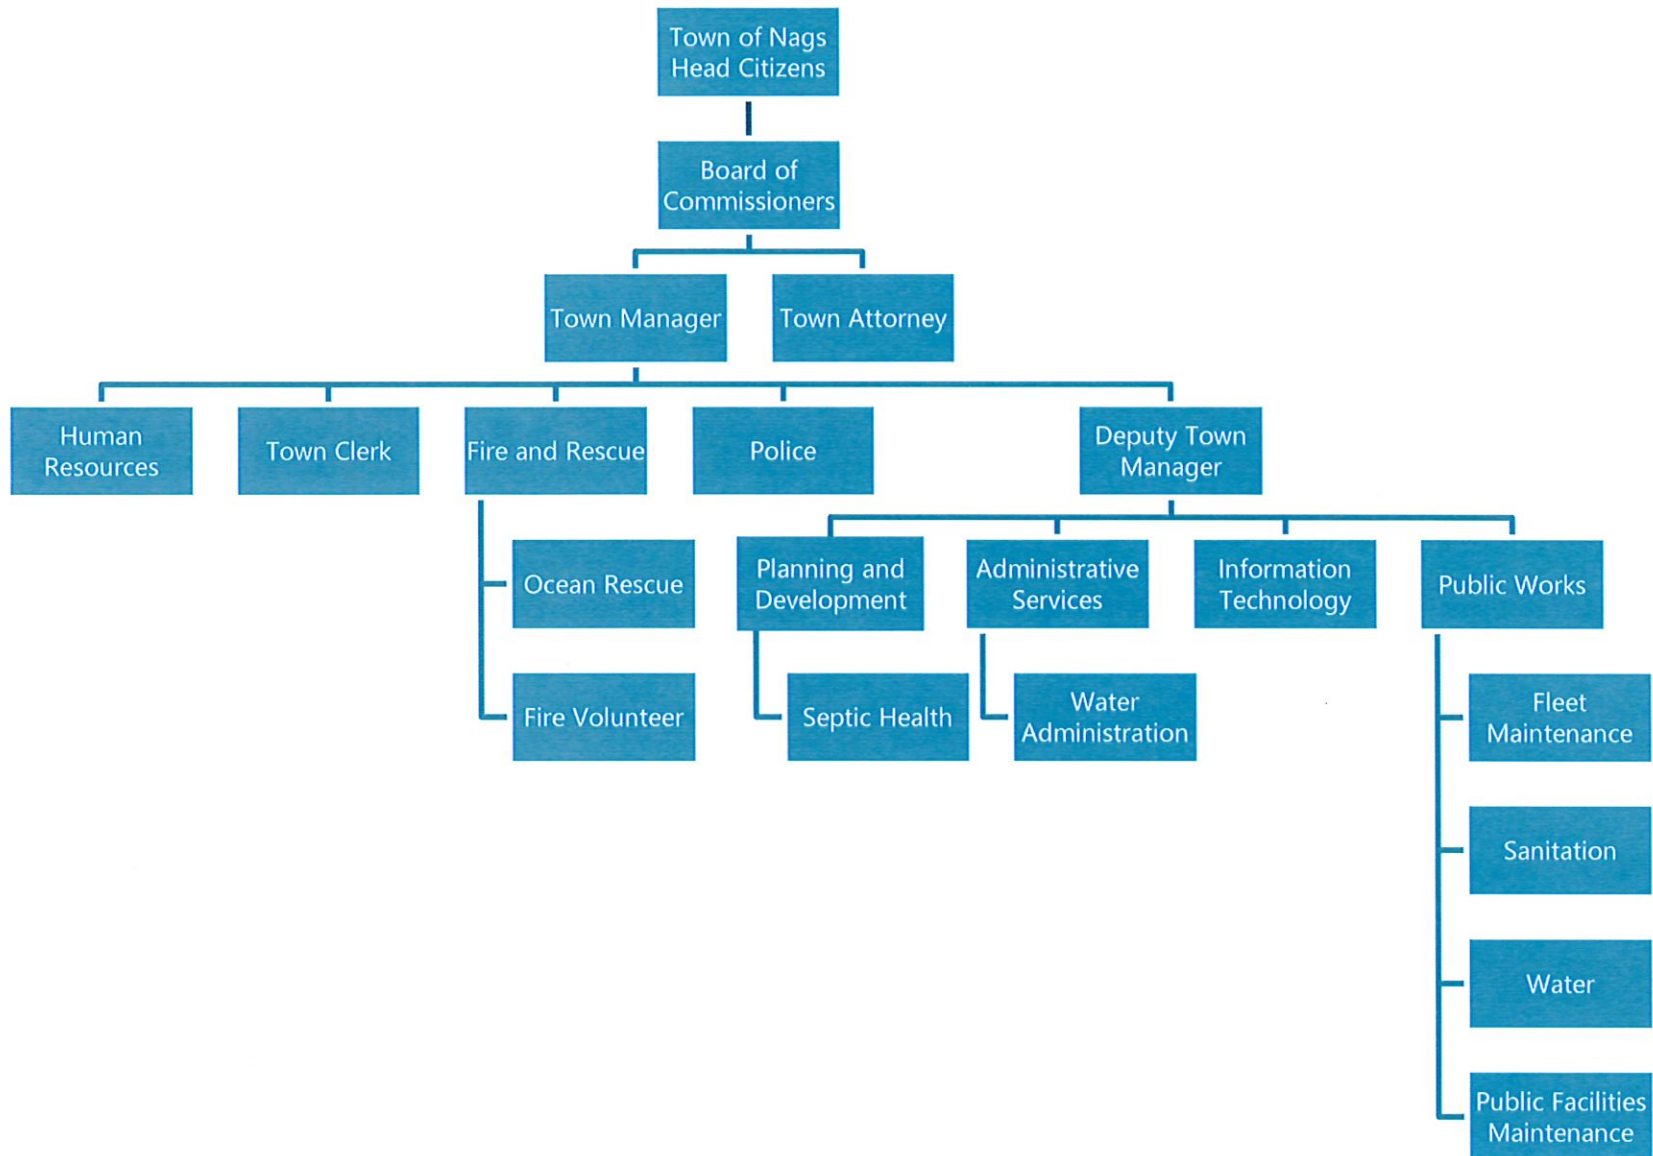 Town of Nags
Head Citizens
Board of
Commissioners
Town Manager
Town Attorney
Human
Resources
Town Clerk
Fire and Rescue
Police
Deputy Town
Manager
Ocean Rescue
Planning and
Development
Administrative
Services
Information
Technology
Public Works
Fire Volunteer
Septic Health
Water
Administration
Fleet
Maintenance
Sanitation
Water
Public Facilities
Maintenance